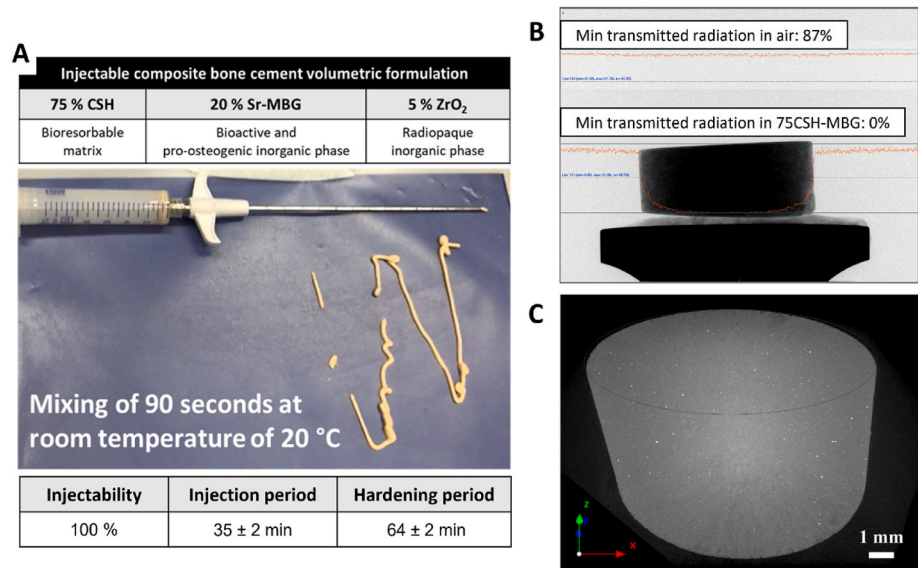 A
Injectable composite bone cement volumetric formulation
75 % CSH
20 % Sr-MBG
5 % ZrO₂
Bioresorbable
matrix
Bioactive and
pro-osteogenic inorganic phase
Radiopaque
inorganic phase
Mixing of 90 seconds at
room temperature of 20 °C
Injectability
Injection period
Hardening period
100 %
35 ± 2 min
64 ± 2 min
B
Min transmitted radiation in air: 87%
Min transmitted radiation in 75CSH-MBG: 0%
C
z
y
x
1 mm